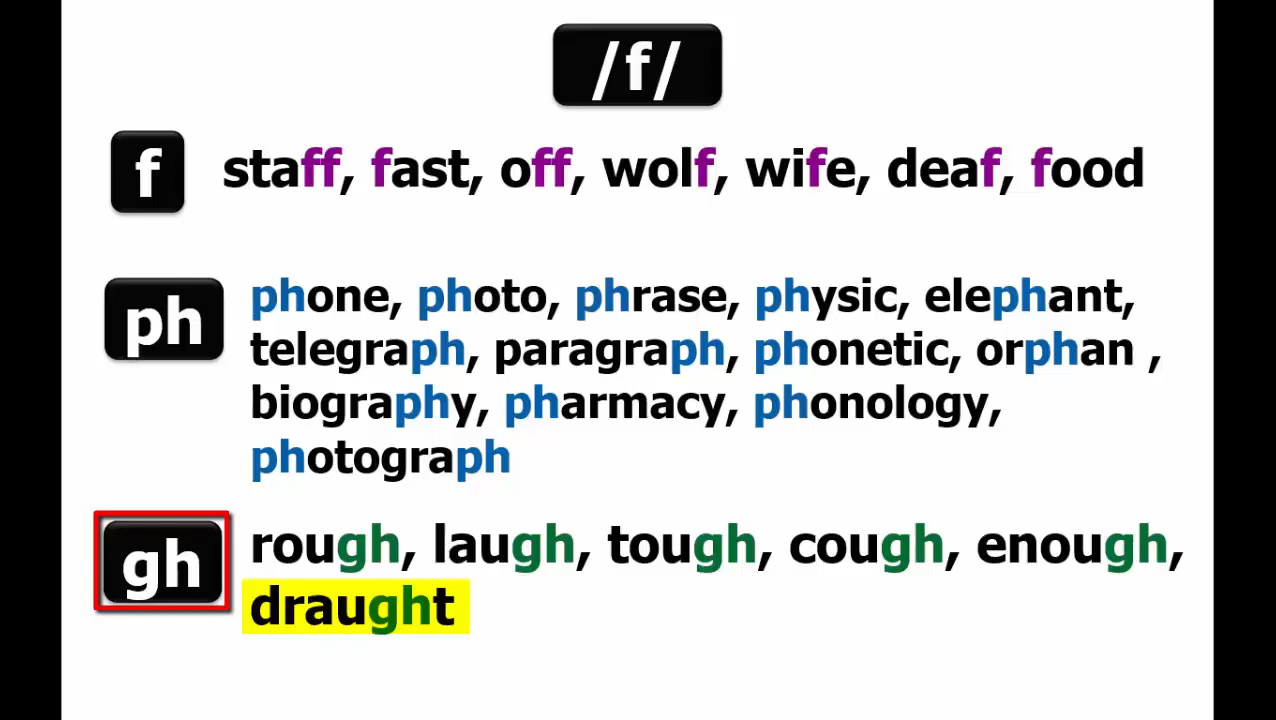 /f/
f staff, fast, off, wolf, wife, deaf, food
ph phone, photo, phrase, physic, elephant,
telegraph, paragraph, phonetic, orphan ,
biography, pharmacy, phonology,
photograph
gh rough, laugh, tough, cough, enough,
draught